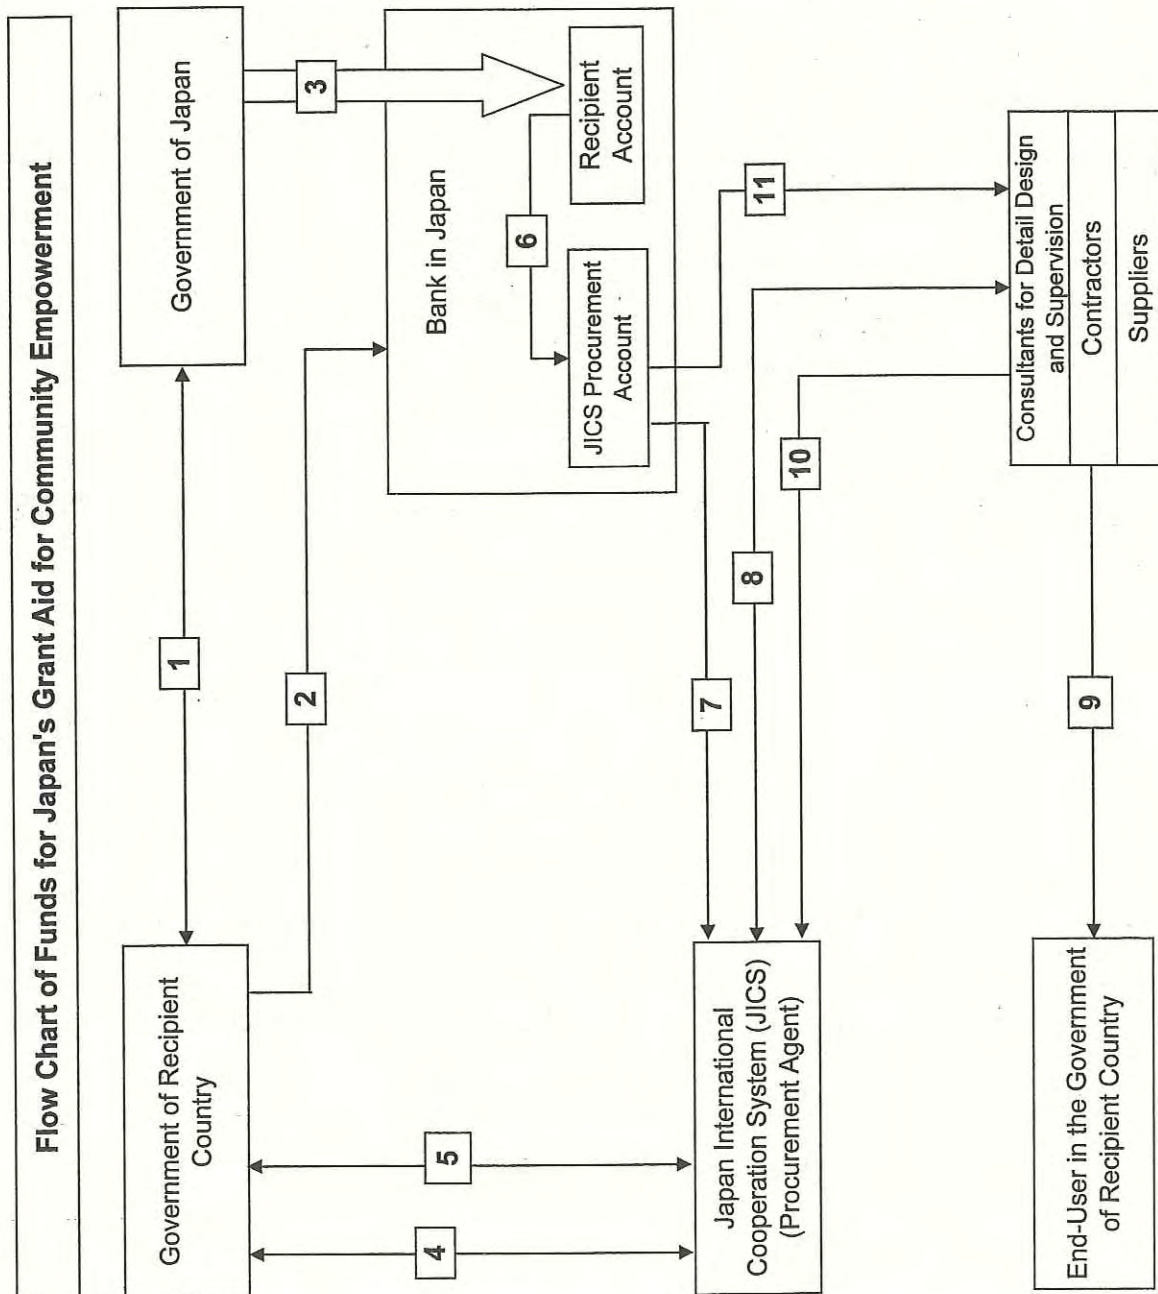 Flow Chart of Funds for Japan's Grant Aid for Community Empowerment
Government of Recipient
Country
1
Government of Japan
2
3
Bank in Japan
Recipient
Account
6
JICS Procurement
Account
4
5
Japan International
Cooperation System (JICS)
(Procurement Agent)
7
8
10
11
Consultants for Detail Design
and Supervision
Contractors
Suppliers
9
End-User in the Government
of Recipient Country